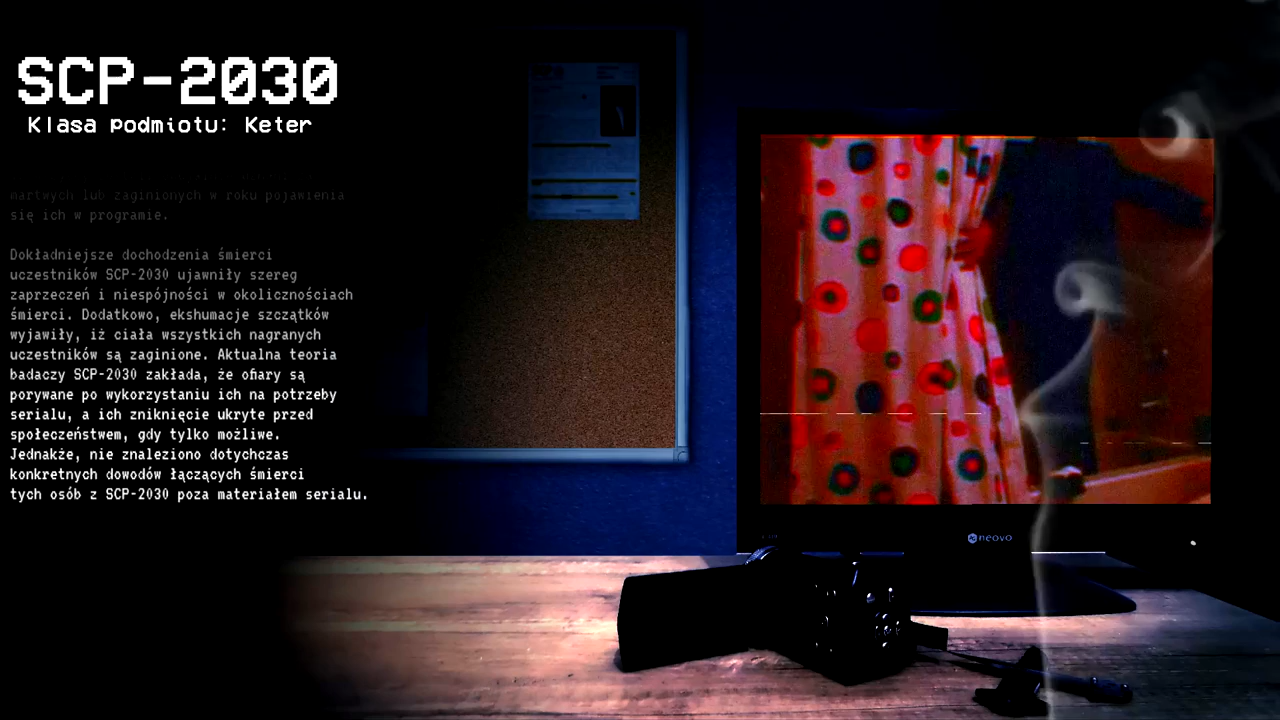 SCP-2030
Klasa podmiotu: Keter
martwych lub zaginionych w roku pojawienia
się ich w programie.
Dokładniejsze dochodzenia śmierci
uczestników SCP-2030 ujawniły szereg
zaprzeczeń i niespójności w okolicznościach
śmierci. Dodatkowo, ekshumacje szczątków
wyjawiły, iż ciała wszystkich nagranych
uczestników są zaginione. Aktualna teoria
badaczy SCP-2030 zakłada, że ofiary są
porywane po wykorzystaniu ich na potrzeby
serialu, a ich zniknięcie ukryte przed
społeczeństwem, gdy tylko możliwe.
Jednakże, nie znaleziono dotychczas
konkretnych dowodów łączących śmierci
tych osób z SCP-2030 poza materiałem serialu.
neovo